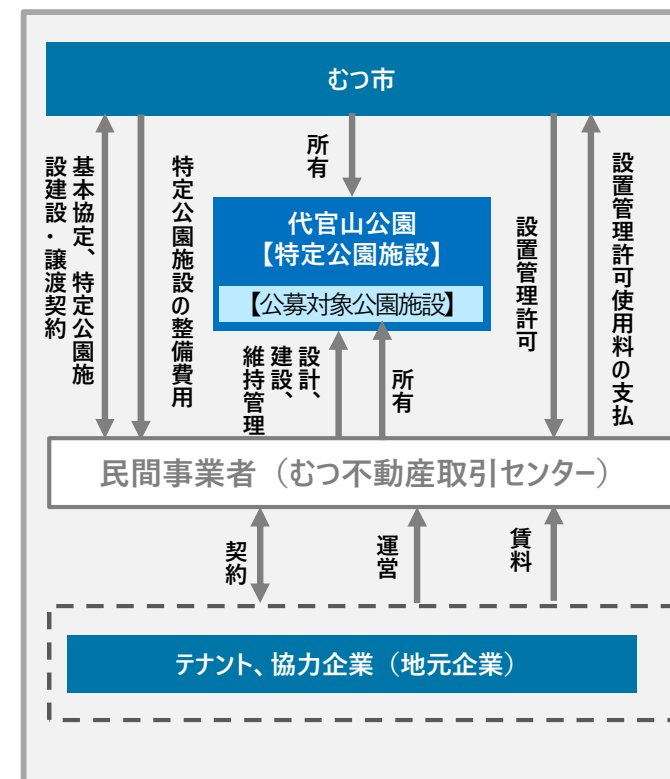 むつ市
基本協定、特定公園施
設建設・譲渡契約
特定公園施設の整備費用
所有
代官山公園
【特定公園施設】
【公募対象公園施設】
設置管理許可
設置管理許可使用料の支払
設計、
建設、
維持管理
所有
民間事業者（むつ不動産取引センター）
契約
運営
賃料
テナント、協力企業（地元企業）